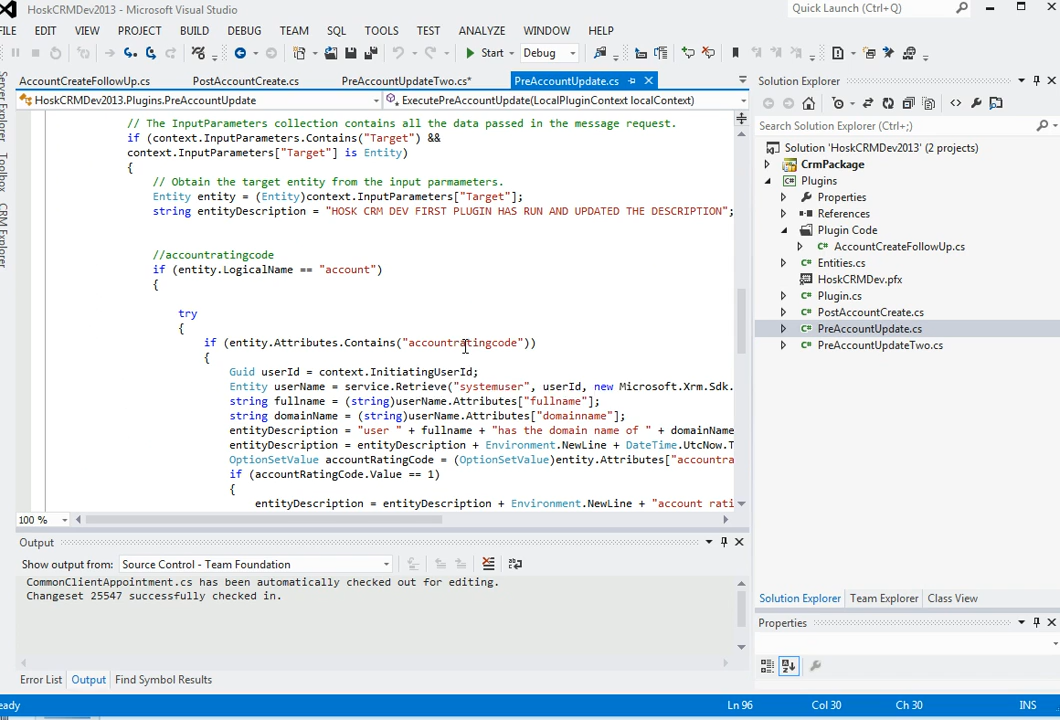 HoskCRMDev2013 - Microsoft Visual Studio
Quick Launch (Ctrl+Q)
FILE EDIT VIEW PROJECT BUILD DEBUG TEAM SQL TOOLS TEST ANALYZE WINDOW HELP
Start Debug
AccountCreateFollowUp.cs PostAccountCreate.cs PreAccountUpdateTwo.cs* PreAccountUpdate.cs
HoskCRMDev2013.Plugins.PreAccountUpdate ExecutePreAccountUpdate(LocalPluginContext localContext)
Server Explorer
Toolbox
CRM Explorer
// The InputParameters collection contains all the data passed in the message request.
if (context.InputParameters.Contains("Target") &&
context.InputParameters["Target"] is Entity)
{
// Obtain the target entity from the input parmameters.
Entity entity = (Entity)context.InputParameters["Target"];
string entityDescription = "HOSK CRM DEV FIRST PLUGIN HAS RUN AND UPDATED THE DESCRIPTION";
//accountratingcode
if (entity.LogicalName == "account")
{
try
{
if (entity.Attributes.Contains("accountratingcode"))
{
Guid userId = context.InitiatingUserId;
Entity userName = service.Retrieve("systemuser", userId, new Microsoft.Xrm.Sdk.
string fullname = (string)userName.Attributes["fullname"];
string domainName = (string)userName.Attributes["domainname"];
entityDescription = "user " + fullname + "has the domain name of " + domainName
entityDescription = entityDescription + Environment.NewLine + DateTime.UtcNow.T
OptionSetValue accountRatingCode = (OptionSetValue)entity.Attributes["accountra
if (accountRatingCode.Value == 1)
{
entityDescription = entityDescription + Environment.NewLine + "account rati
100 %
Output
Show output from: Source Control - Team Foundation
CommonClientAppointment.cs has been automatically checked out for editing.
Changeset 25547 successfully checked in.
Error List Output Find Symbol Results
Solution Explorer
Search Solution Explorer (Ctrl+;)
Solution 'HoskCRMDev2013' (2 projects)
CrmPackage
Plugins
Properties
References
Plugin Code
AccountCreateFollowUp.cs
Entities.cs
HoskCRMDev.pfx
Plugin.cs
PostAccountCreate.cs
PreAccountUpdate.cs
PreAccountUpdateTwo.cs
Solution Explorer Team Explorer Class View
Properties
eady Ln 96 Col 30 Ch 30 INS